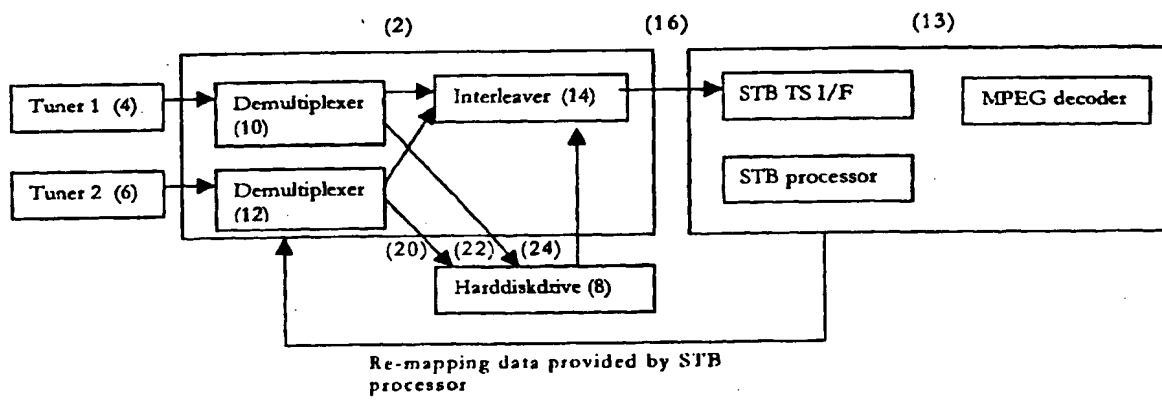 (2) (16) (13)
Tuner 1 (4)
Demultiplexer
(10)
Interleaver (14)
STB TS I/F
MPEG decoder
Tuner 2 (6)
Demultiplexer
(12)
STB processor
(20) (22) (24)
Harddiskdrive (8)
Re-mapping data provided by STB
processor